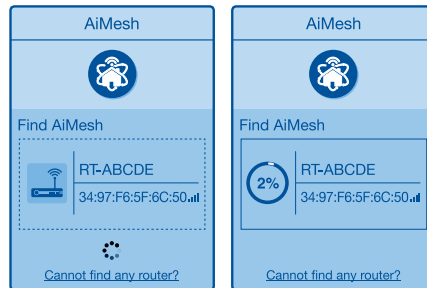 AiMesh
Find AiMesh
RT-ABCDE
34:97:F6:5F:6C:50
Cannot find any router?
AiMesh
Find AiMesh
2%
RT-ABCDE
34:97:F6:5F:6C:50
Cannot find any router?